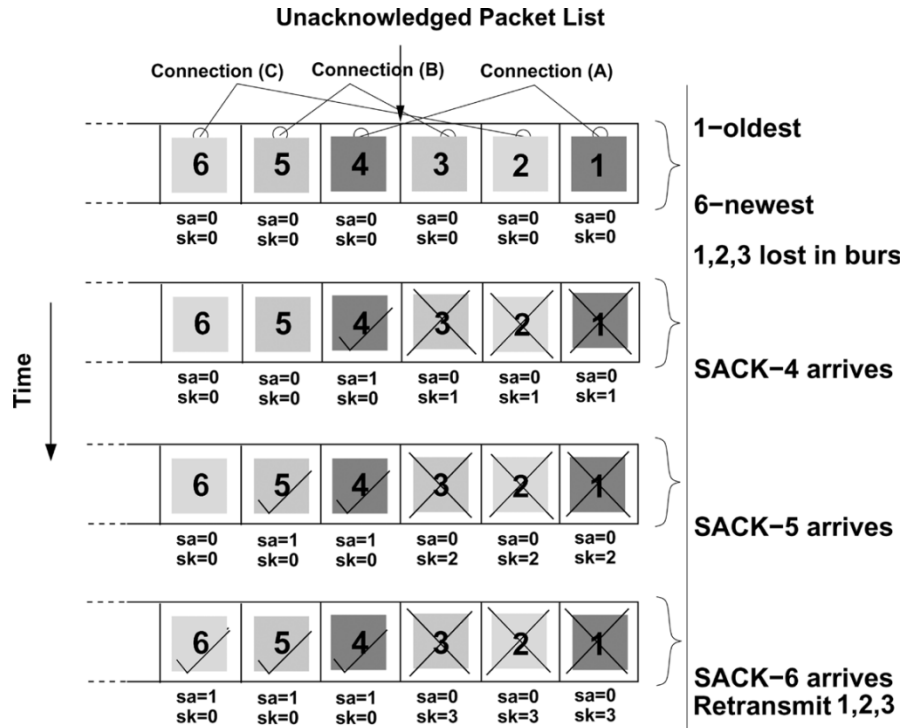 Unacknowledged Packet List
Connection (C) Connection (B) Connection (A)
6 5 4 3 2 1
1−oldest
6−newest
sa=0 sa=0 sa=0 sa=0 sa=0 sa=0
sk=0 sk=0 sk=0 sk=0 sk=0 sk=0
1,2,3 lost in burs
Time
6 5 4 3 2 1
SACK−4 arrives
sa=0 sa=0 sa=1 sa=0 sa=0 sa=0
sk=0 sk=0 sk=0 sk=1 sk=1 sk=1
6 5 4 3 2 1
SACK−5 arrives
sa=0 sa=1 sa=1 sa=0 sa=0 sa=0
sk=0 sk=0 sk=0 sk=2 sk=2 sk=2
6 5 4 3 2 1
SACK−6 arrives
Retransmit 1,2,3
sa=1 sa=1 sa=1 sa=0 sa=0 sa=0
sk=0 sk=0 sk=0 sk=3 sk=3 sk=3